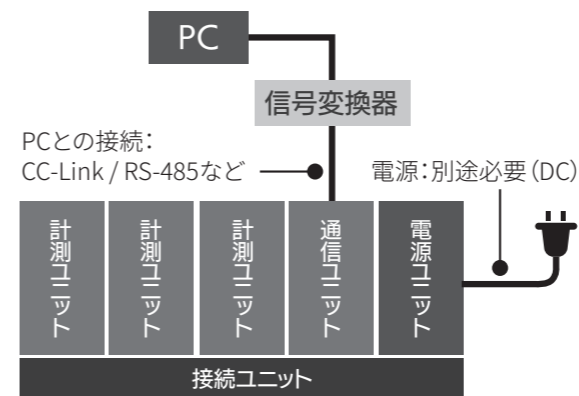 PC
信号変換器
PCとの接続：
CC-Link / RS-485など
電源：別途必要（DC）
計測ユニット
計測ユニット
計測ユニット
通信ユニット
電源ユニット
接続ユニット